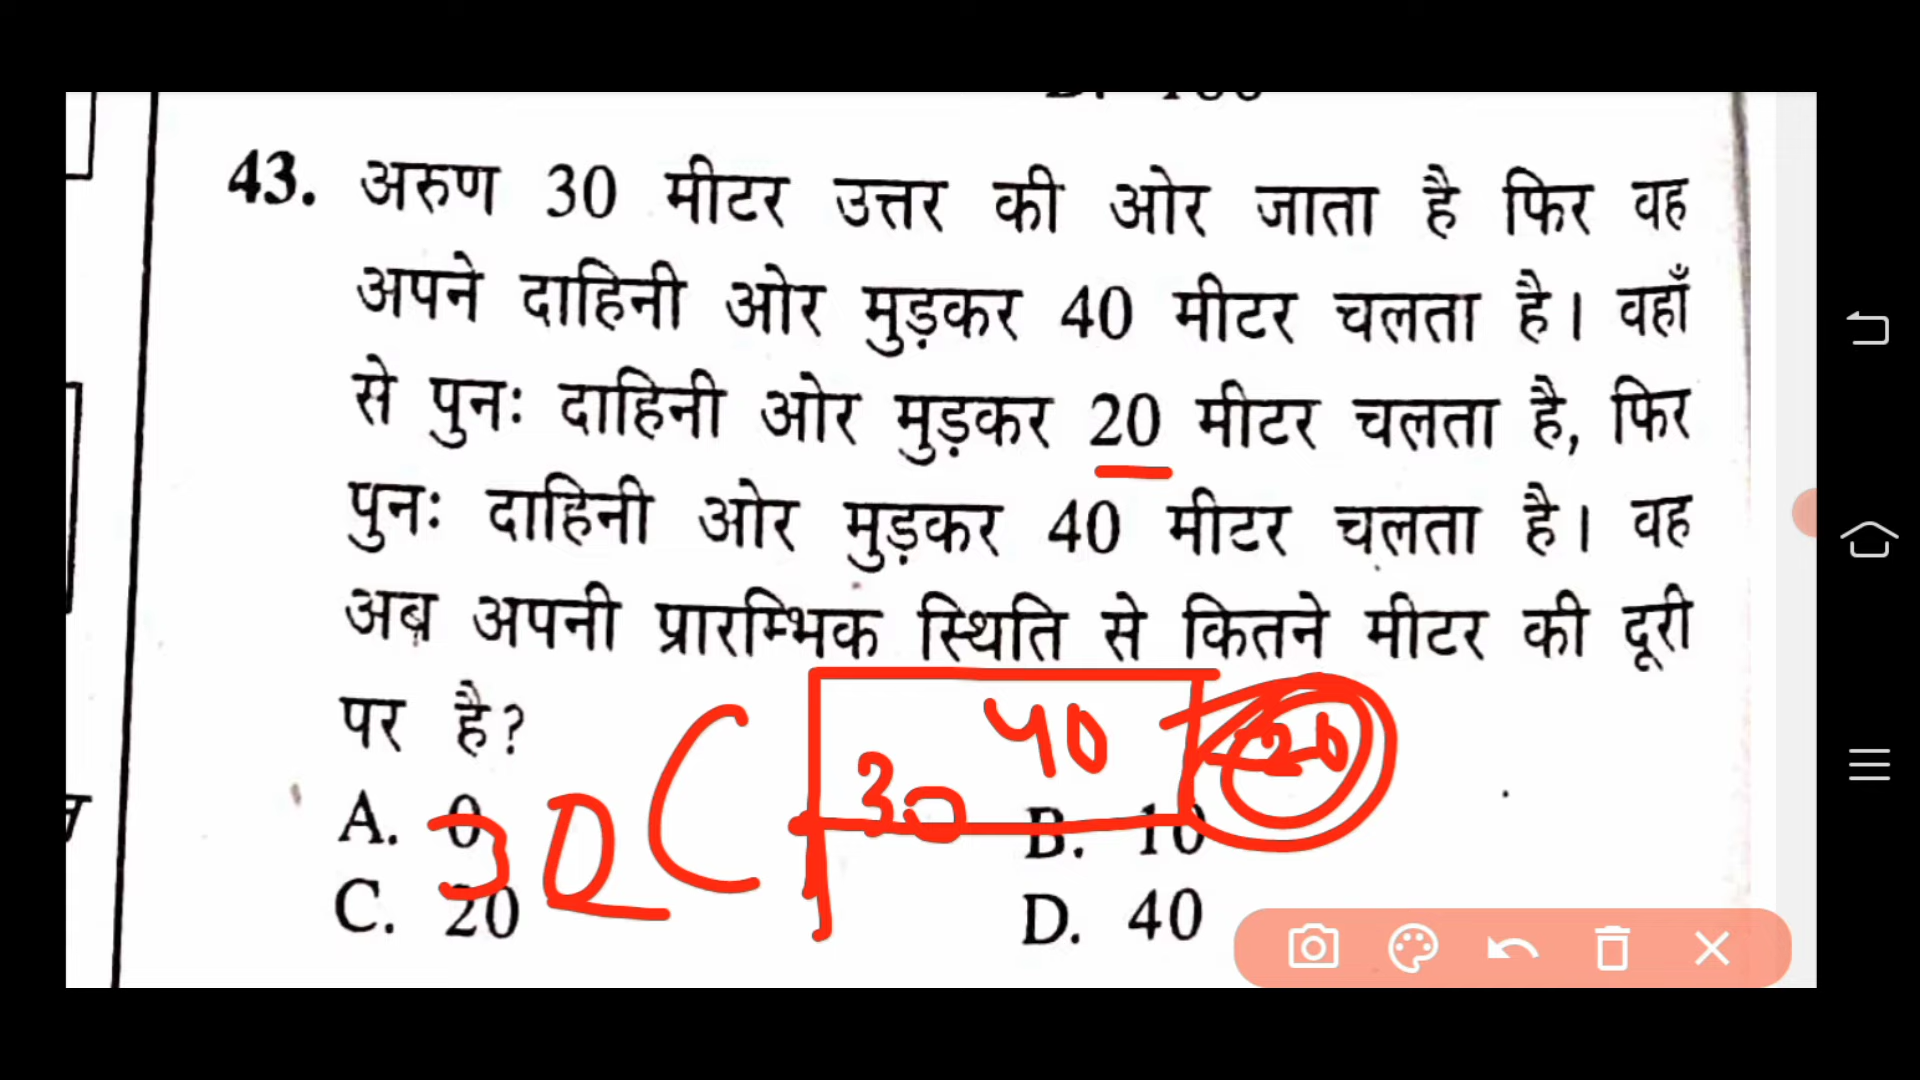 43. अरुण 30 मीटर उत्तर की ओर जाता है फिर वह
अपने दाहिनी ओर मुड़कर 40 मीटर चलता है। वहाँ
से पुनः दाहिनी ओर मुड़कर 20 मीटर चलता है, फिर
पुनः दाहिनी ओर मुड़कर 40 मीटर चलता है। वह
अब अपनी प्रारम्भिक स्थिति से कितने मीटर की दूरी
पर है?
40
20
30
30
A. 0 B. 10
C. 20 D. 40